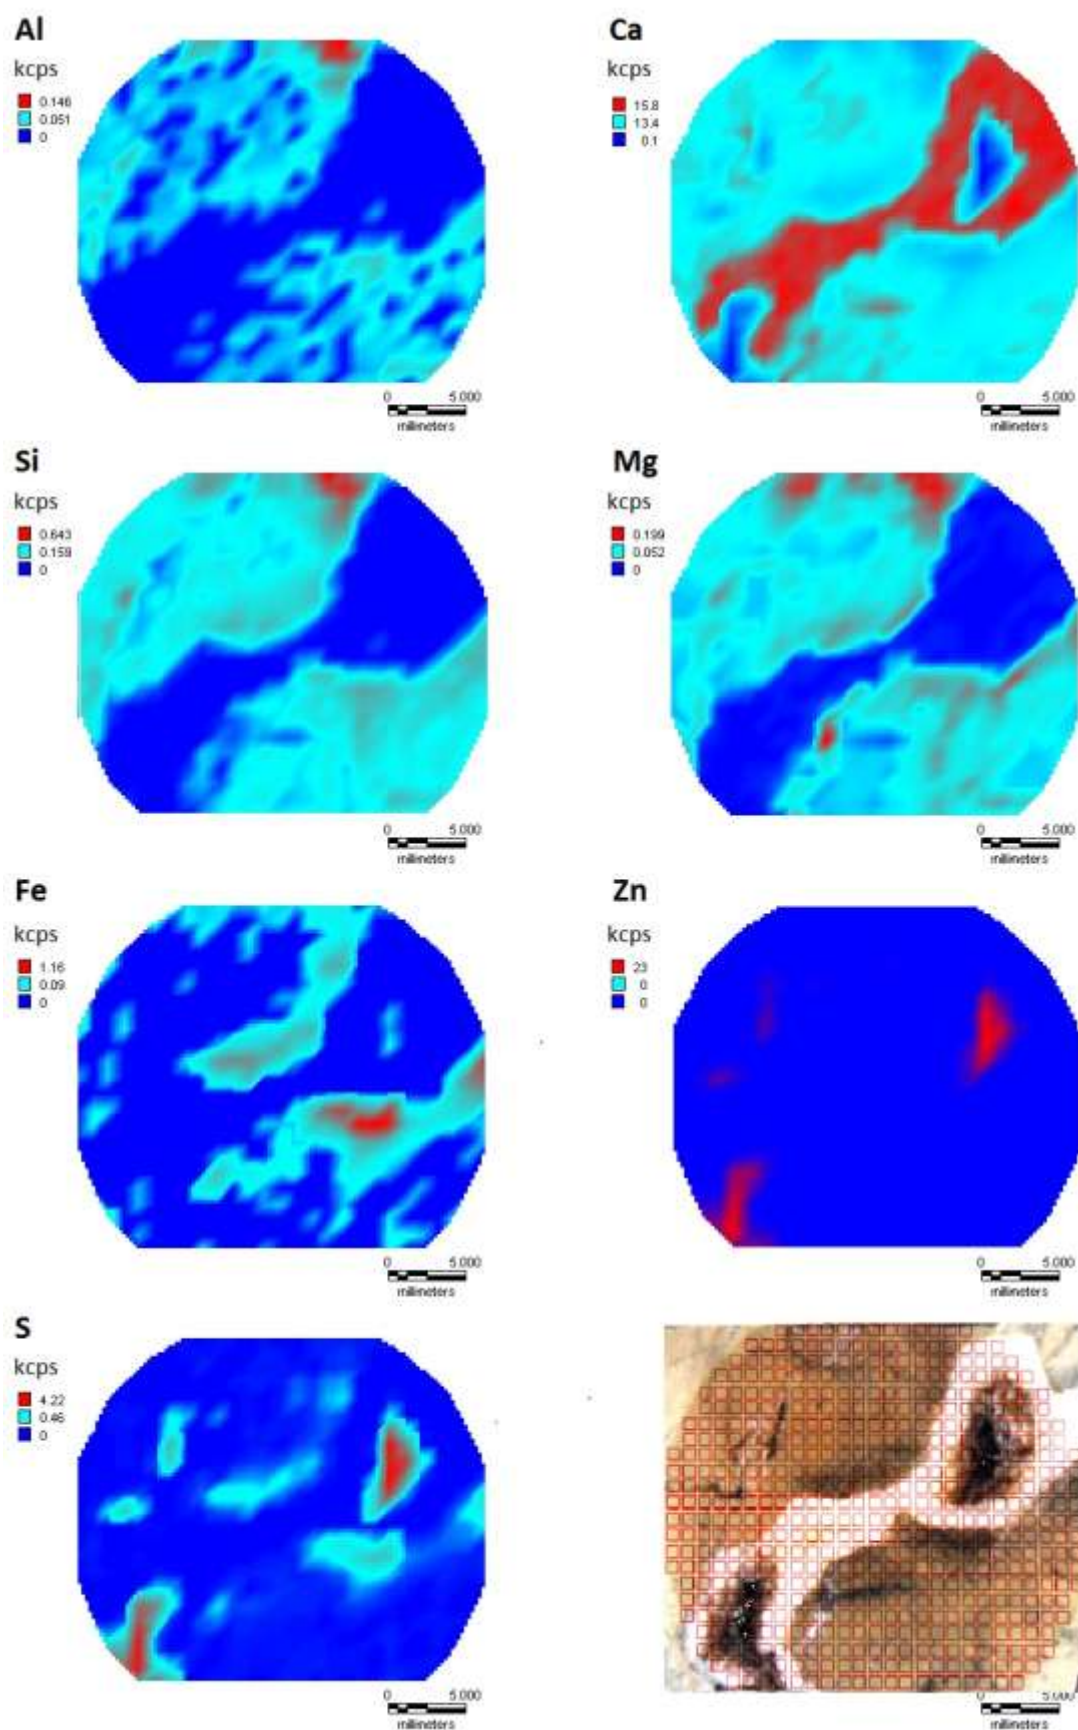 Al
kcps
0.146
0.051
0
0 5.000
millimeters
Ca
kcps
15.8
13.4
0.1
0 5.000
millimeters
Si
kcps
0.643
0.159
0
0 5.000
millimeters
Mg
kcps
0.199
0.052
0
0 5.000
millimeters
Fe
kcps
1.16
0.09
0
0 5.000
millimeters
Zn
kcps
23
0
0
0 5.000
millimeters
S
kcps
4.22
0.46
0
0 5.000
millimeters
0 5.000
millimeters